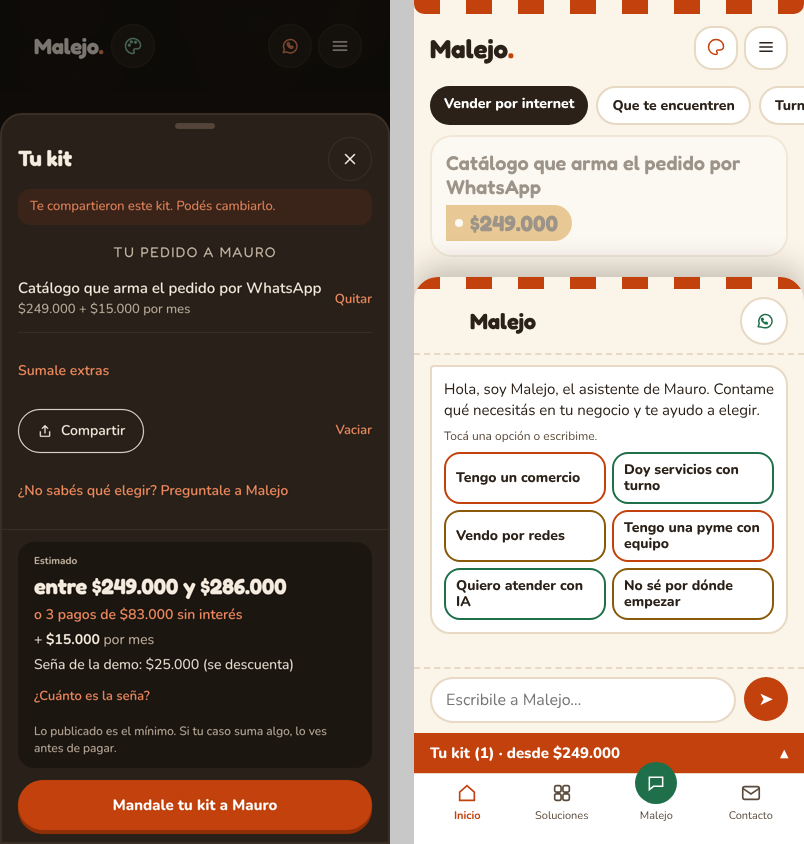 Malejo.
Tu kit
Te compartieron este kit. Podés cambiarlo.
TU PEDIDO A MAURO
Catálogo que arma el pedido por WhatsApp
$249.000 + $15.000 por mes
Quitar
Sumale extras
Compartir
Vaciar
¿No sabés qué elegir? Preguntale a Malejo
Estimado
entre $249.000 y $286.000
o 3 pagos de $83.000 sin interés
+ $15.000 por mes
Seña de la demo: $25.000 (se descuenta)
¿Cuánto es la seña?
Lo publicado es el mínimo. Si tu caso suma algo, lo ves
antes de pagar.
Mandale tu kit a Mauro
Malejo.
Vender por internet
Que te encuentren
Turn
Catálogo que arma el pedido por
WhatsApp
$249.000
Malejo
Hola, soy Malejo, el asistente de Mauro. Contame
qué necesitás en tu negocio y te ayudo a elegir.
Tocá una opción o escribime.
Tengo un comercio
Doy servicios con
turno
Vendo por redes
Tengo una pyme con
equipo
Quiero atender con
IA
No sé por dónde
empezar
Escribile a Malejo...
Tu kit (1) · desde $249.000
Inicio
Soluciones
Malejo
Contacto